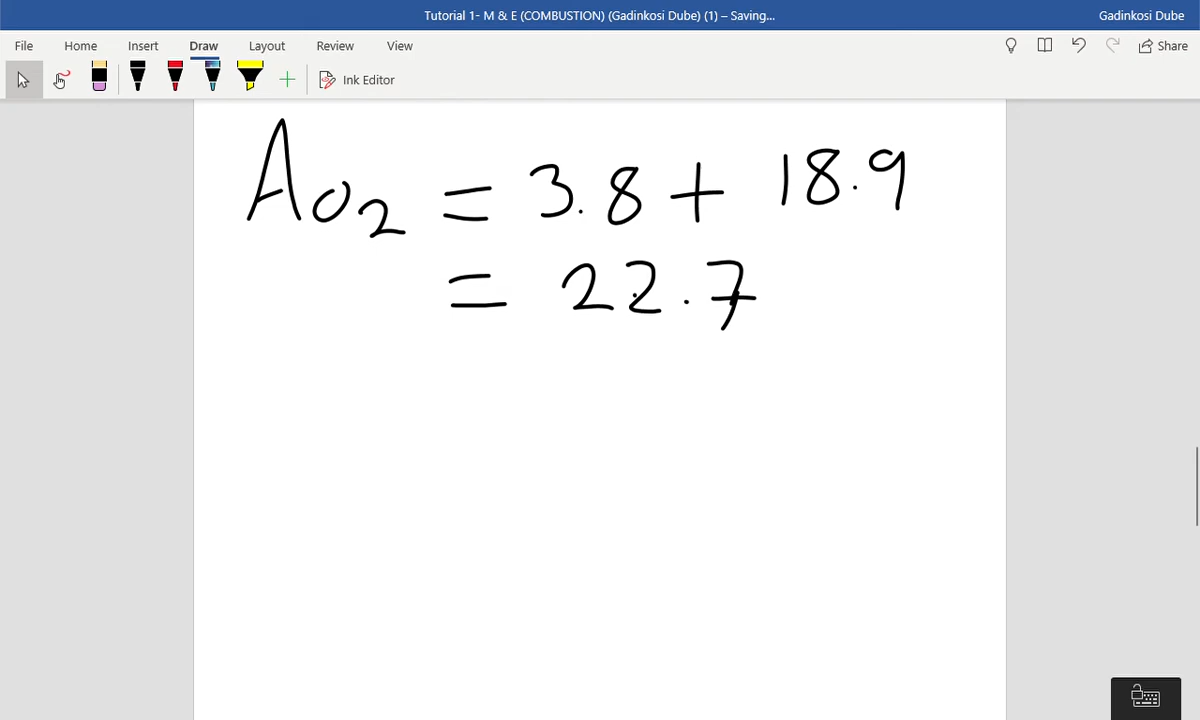 Tutorial 1- M & E (COMBUSTION) (Gadinkosi Dube) (1) – Saving... Gadinkosi Dube
File Home Insert Draw Layout Review View Share
Ink Editor
AO2 = 3.8 + 18.9
= 22.7